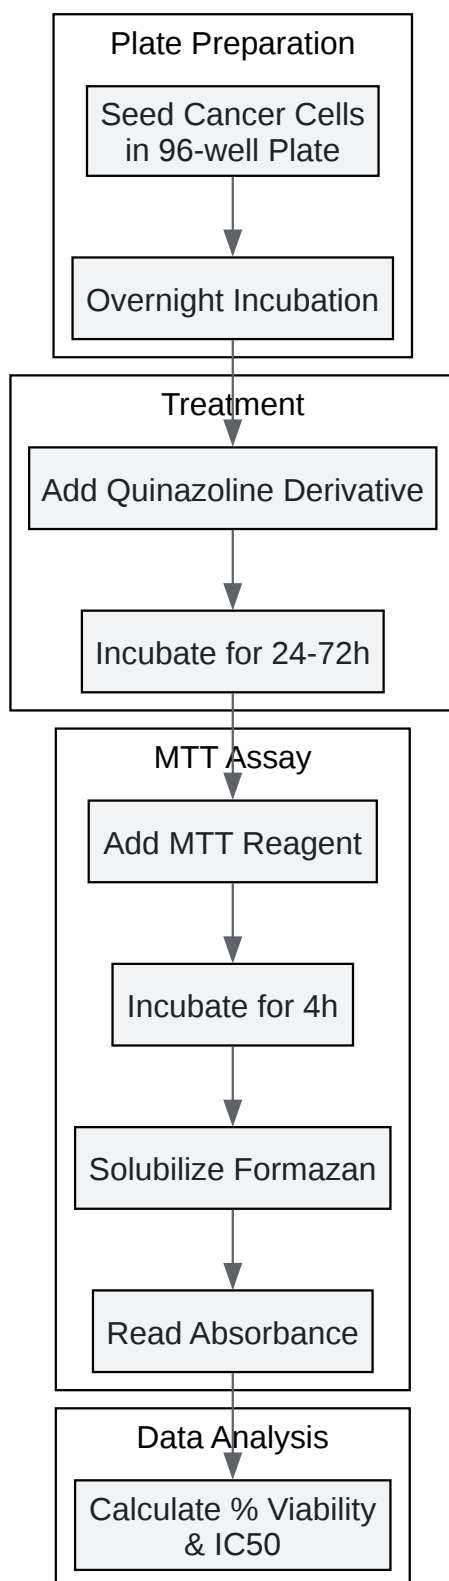 Plate Preparation
Seed Cancer Cells
in 96-well Plate
Overnight Incubation
Treatment
Add Quinazoline Derivative
Incubate for 24-72h
MTT Assay
Add MTT Reagent
Incubate for 4h
Solubilize Formazan
Read Absorbance
Data Analysis
Calculate % Viability
& IC50